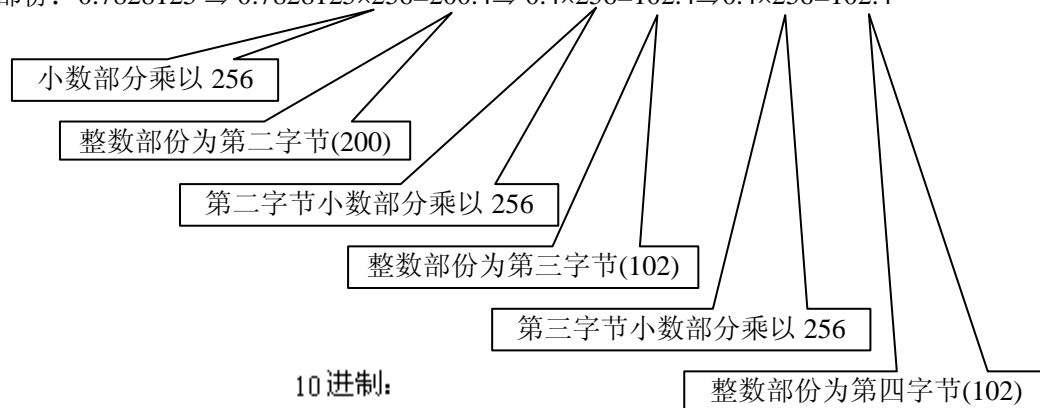 部份：0.7828125 ⇒ 0.7828125×256=200.4⇒ 0.4×256=102.4⇒0.4×256=102.4
小数部分乘以 256
整数部份为第二字节(200)
第二字节小数部分乘以 256
整数部份为第三字节(102)
第三字节小数部分乘以 256
10进制:
整数部份为第四字节(102)